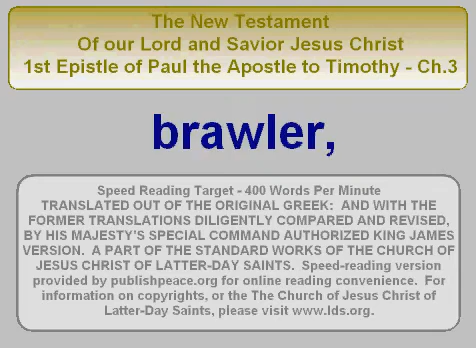 The New Testament
Of our Lord and Savior Jesus Christ
1st Epistle of Paul the Apostle to Timothy - Ch.3
brawler,
Speed Reading Target - 400 Words Per Minute
TRANSLATED OUT OF THE ORIGINAL GREEK:  AND WITH THE
FORMER TRANSLATIONS DILIGENTLY COMPARED AND REVISED,
BY HIS MAJESTY'S SPECIAL COMMAND AUTHORIZED KING JAMES
VERSION.  A PART OF THE STANDARD WORKS OF THE CHURCH OF
JESUS CHRIST OF LATTER-DAY SAINTS.  Speed-reading version
provided by publishpeace.org for online reading convenience.  For
information on copyrights, or the The Church of Jesus Christ of
Latter-Day Saints, please visit www.lds.org.